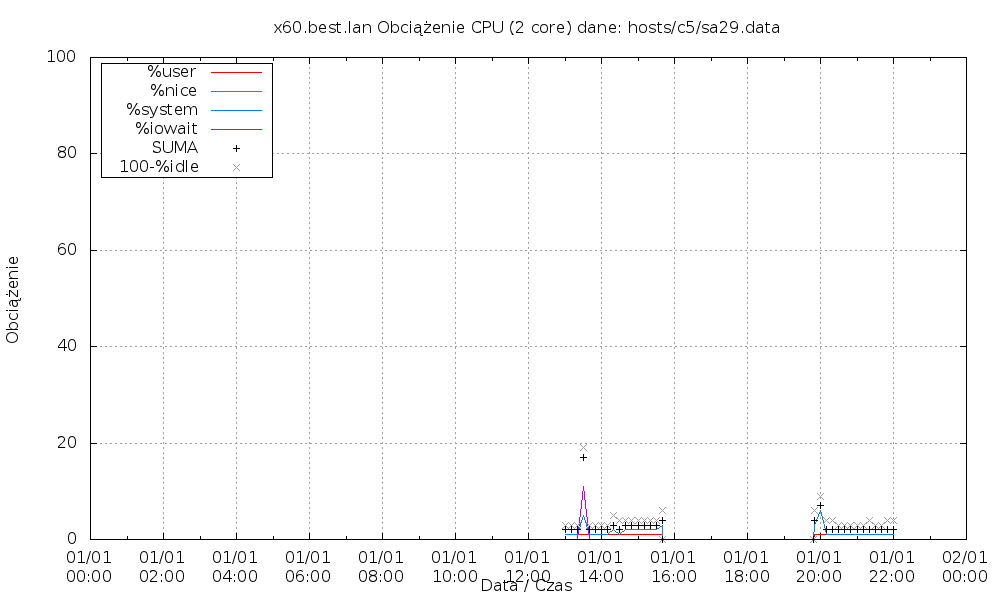 x60.best.lan Obciążenie CPU (2 core) dane: hosts/c5/sa29.data
100
80
60
40
20
0
Obciążenie
%user
%nice
%system
%iowait
SUMA
100-%idle
01/01 01/01 01/01 01/01 01/01 01/01 01/01 01/01 01/01 01/01 01/01 01/01 02/01
00:00 02:00 04:00 06:00 08:00 10:00 12:00 14:00 16:00 18:00 20:00 22:00 00:00
Data / Czas